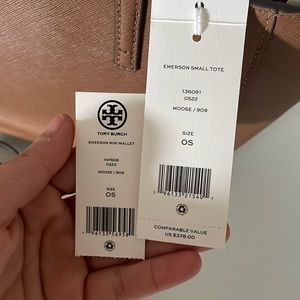 TORY BURCH
EMERSON MINI WALLET
147606
0223
MOOSE / 909
SIZE
OS
EMERSON SMALL TOTE
136091
0522
MOOSE / 909
SIZE
OS
COMPARABLE VALUE
US $378.00